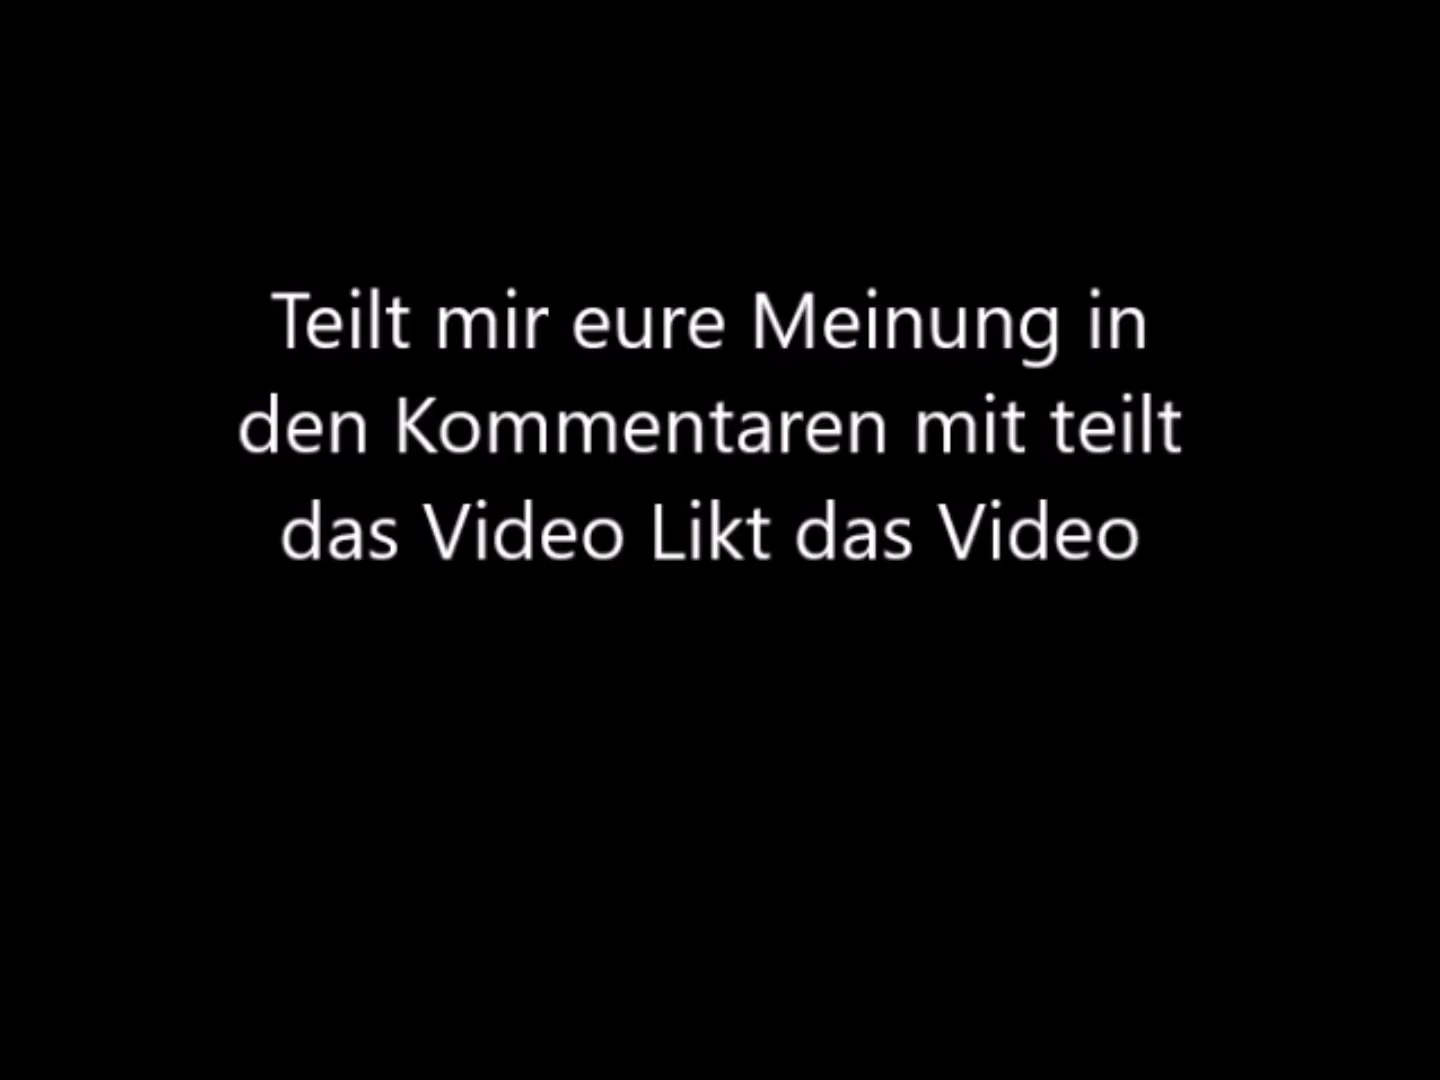 Teilt mir eure Meinung in
den Kommentaren mit teilt
das Video Likt das Video